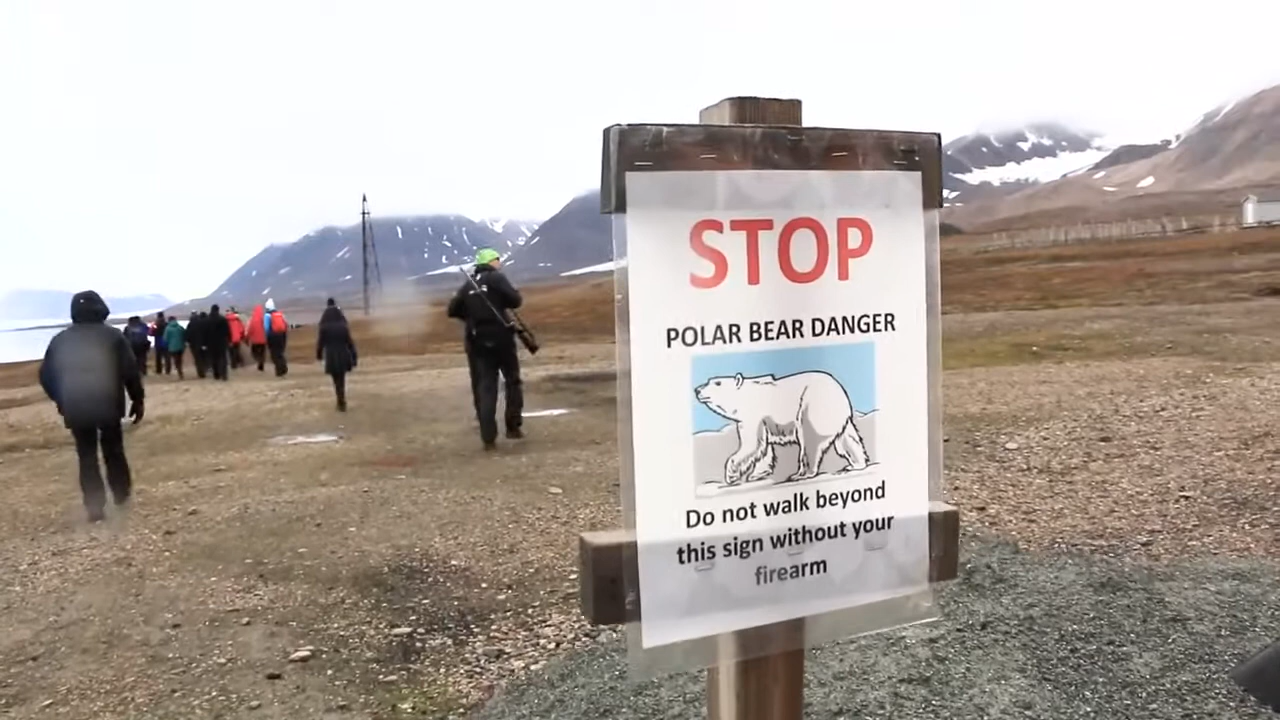 STOP
POLAR BEAR DANGER
Do not walk beyond
this sign without your
firearm